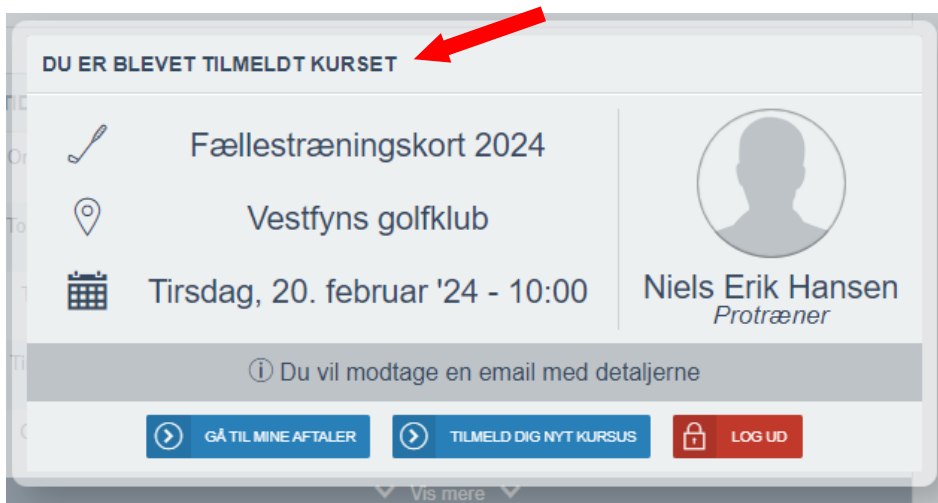 DU ER BLEVET TILMELDT KURSET
Fællestræningskort 2024
Vestfyns golfklub
Tirsdag, 20. februar '24 - 10:00
Niels Erik Hansen
Protræner
Du vil modtage en email med detaljerne
GÅ TIL MINE AFTALER
TILMELD DIG NYT KURSUS
LOG UD
Vis mere